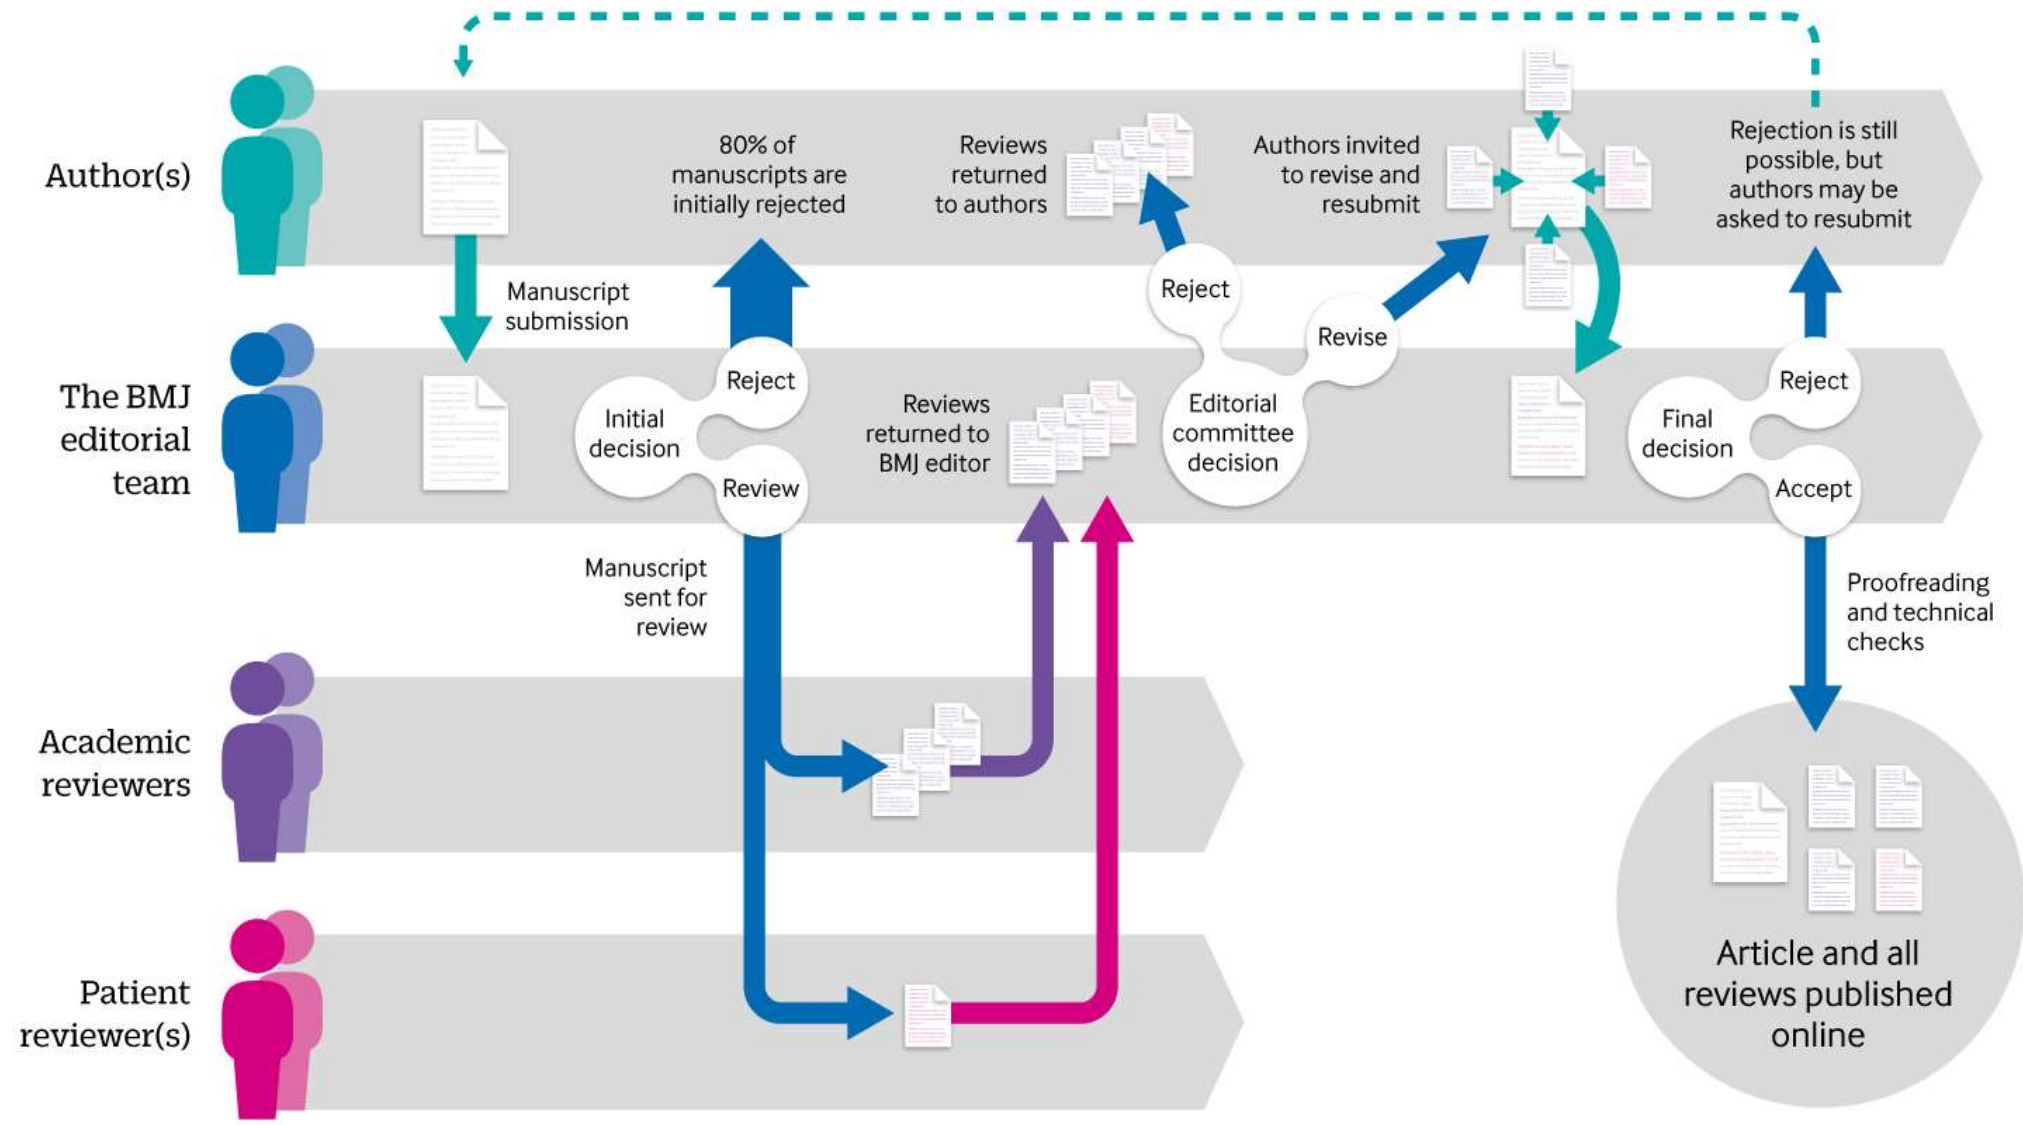 Author(s)
80% of
manuscripts are
initially rejected
Reviews
returned
to authors
Authors invited
to revise and
resubmit
Rejection is still
possible, but
authors may be
asked to resubmit
Manuscript
submission
The BMJ
editorial
team
Initial
decision
Reject
Review
Reviews
returned to
BMJ editor
Reject
Revise
Editorial
committee
decision
Final
decision
Reject
Accept
Manuscript
sent for
review
Proofreading
and technical
checks
Academic
reviewers
Patient
reviewer(s)
Article and all
reviews published
online